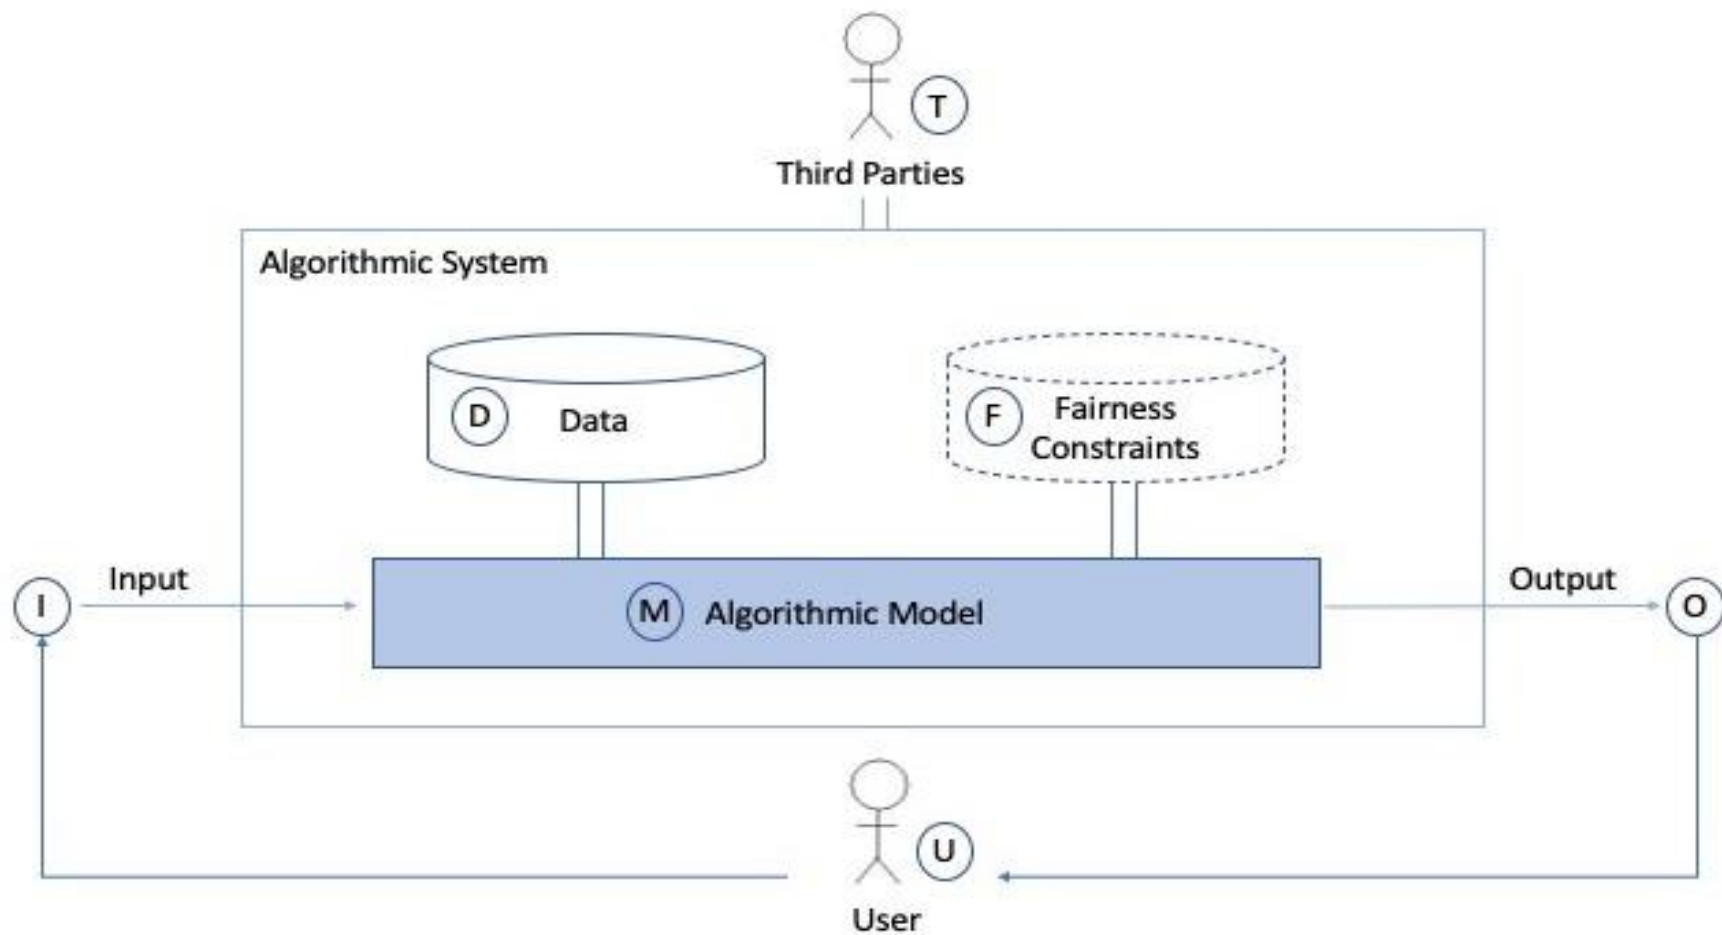 T
Third Parties
Algorithmic System
D
Data
F
Fairness
Constraints
I
Input
M
Algorithmic Model
Output
O
U
User